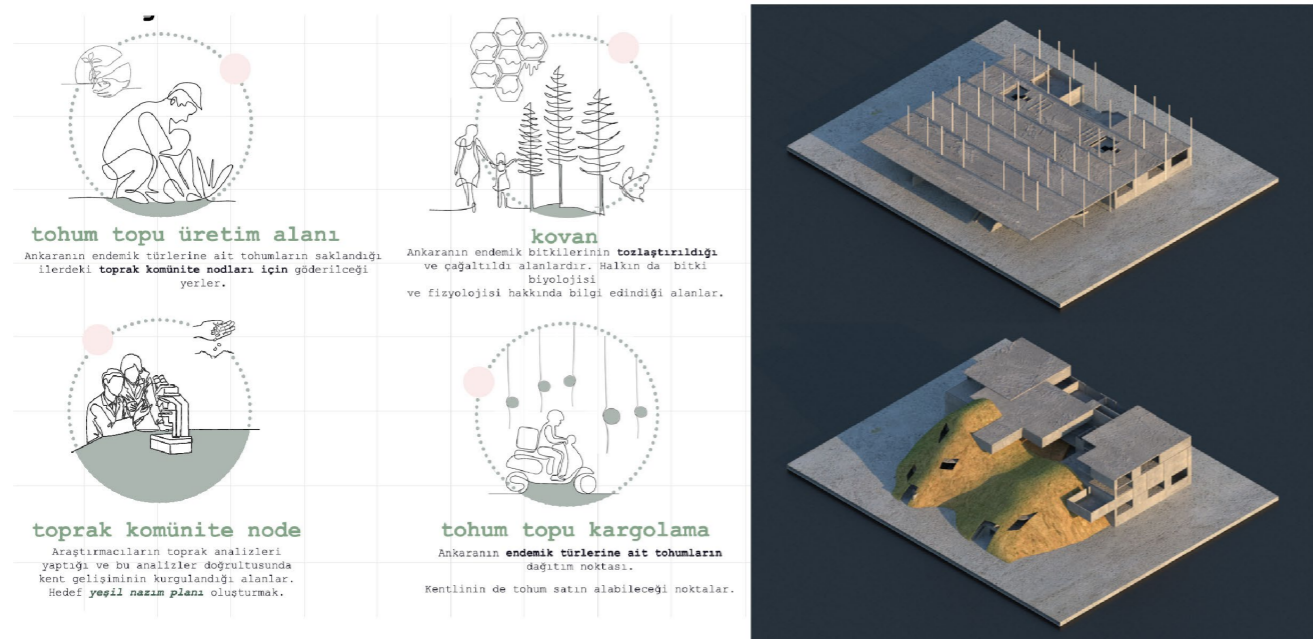 tohum topu üretim alanı
Ankaranın endemik türlerine ait tohumların saklandığı
ilerdeki toprak komünite nodları için göderilceği
yerler.
kovan
Ankaranın endemik bitkilerinin tozlaştırıldığı
ve çağaltıldı alanlardır. Halkın da bitki
biyolojisi
ve fizyolojisi hakkında bilgi edindiği alanlar.
toprak komünite node
Araştırmacıların toprak analizleri
yaptığı ve bu analizler doğrultusunda
kent gelişiminin kurgulandığı alanlar.
Hedef yeşil nazım planı oluşturmak.
tohum topu kargolama
Ankaranın endemik türlerine ait tohumların
dağıtım noktası.
Kentlinin de tohum satın alabileceği noktalar.